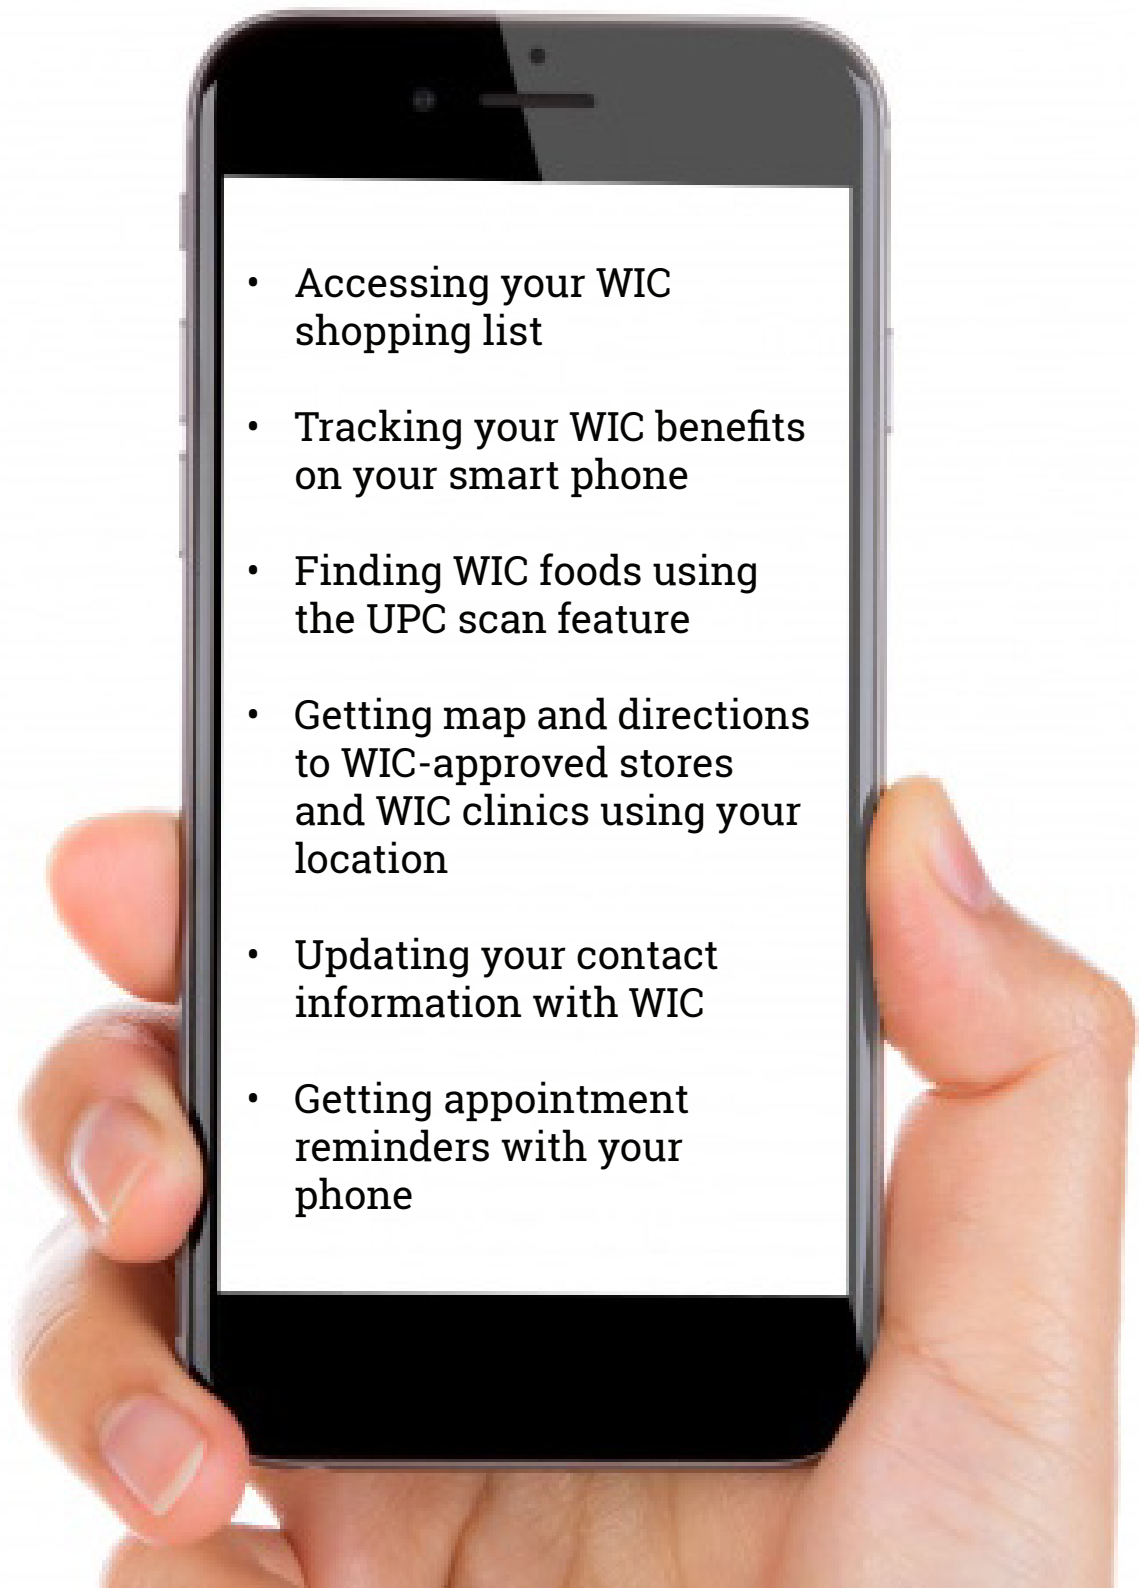 • Accessing your WIC
shopping list
• Tracking your WIC benefits
on your smart phone
• Finding WIC foods using
the UPC scan feature
• Getting map and directions
to WIC-approved stores
and WIC clinics using your
location
• Updating your contact
information with WIC
• Getting appointment
reminders with your
phone